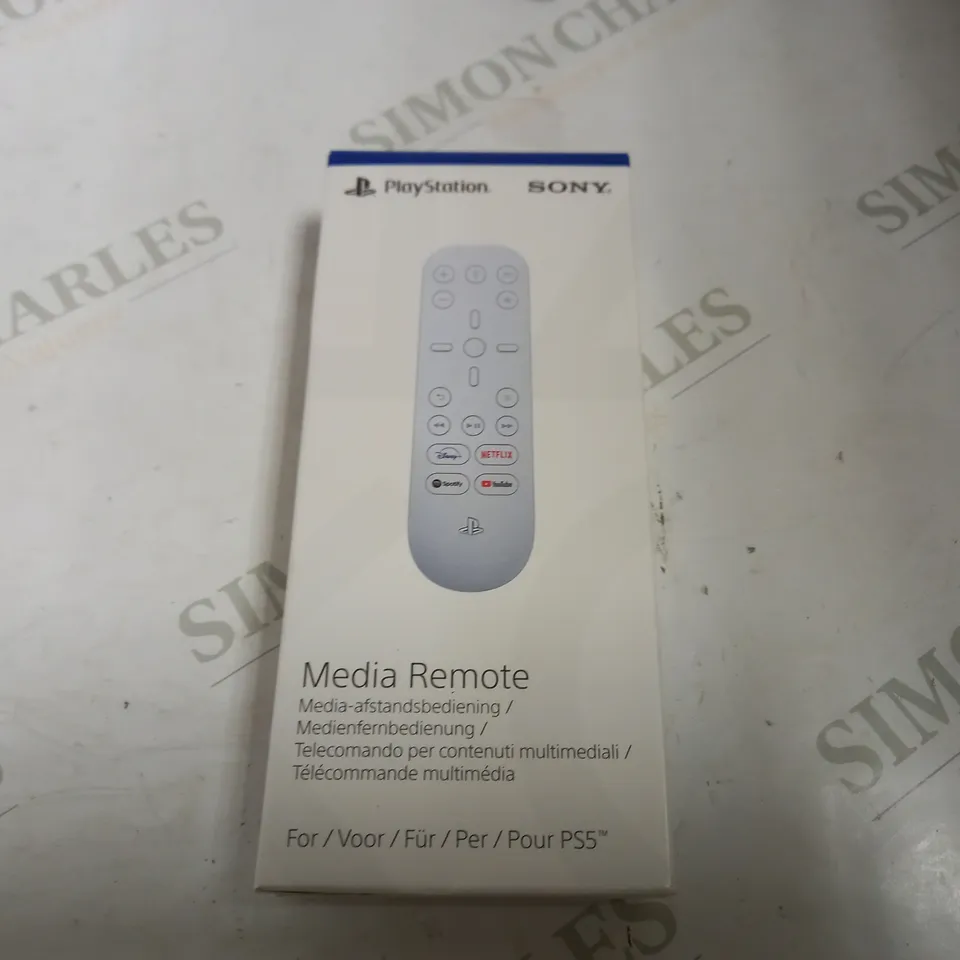 SIMON CHARLES
PlayStation. SONY.
Disney+ NETFLIX
Spotify YouTube
Media Remote
Media-afstandsbediening /
Medienfernbedienung /
Telecomando per contenuti multimediali /
Télécommande multimédia
For / Voor / Für / Per / Pour PS5™